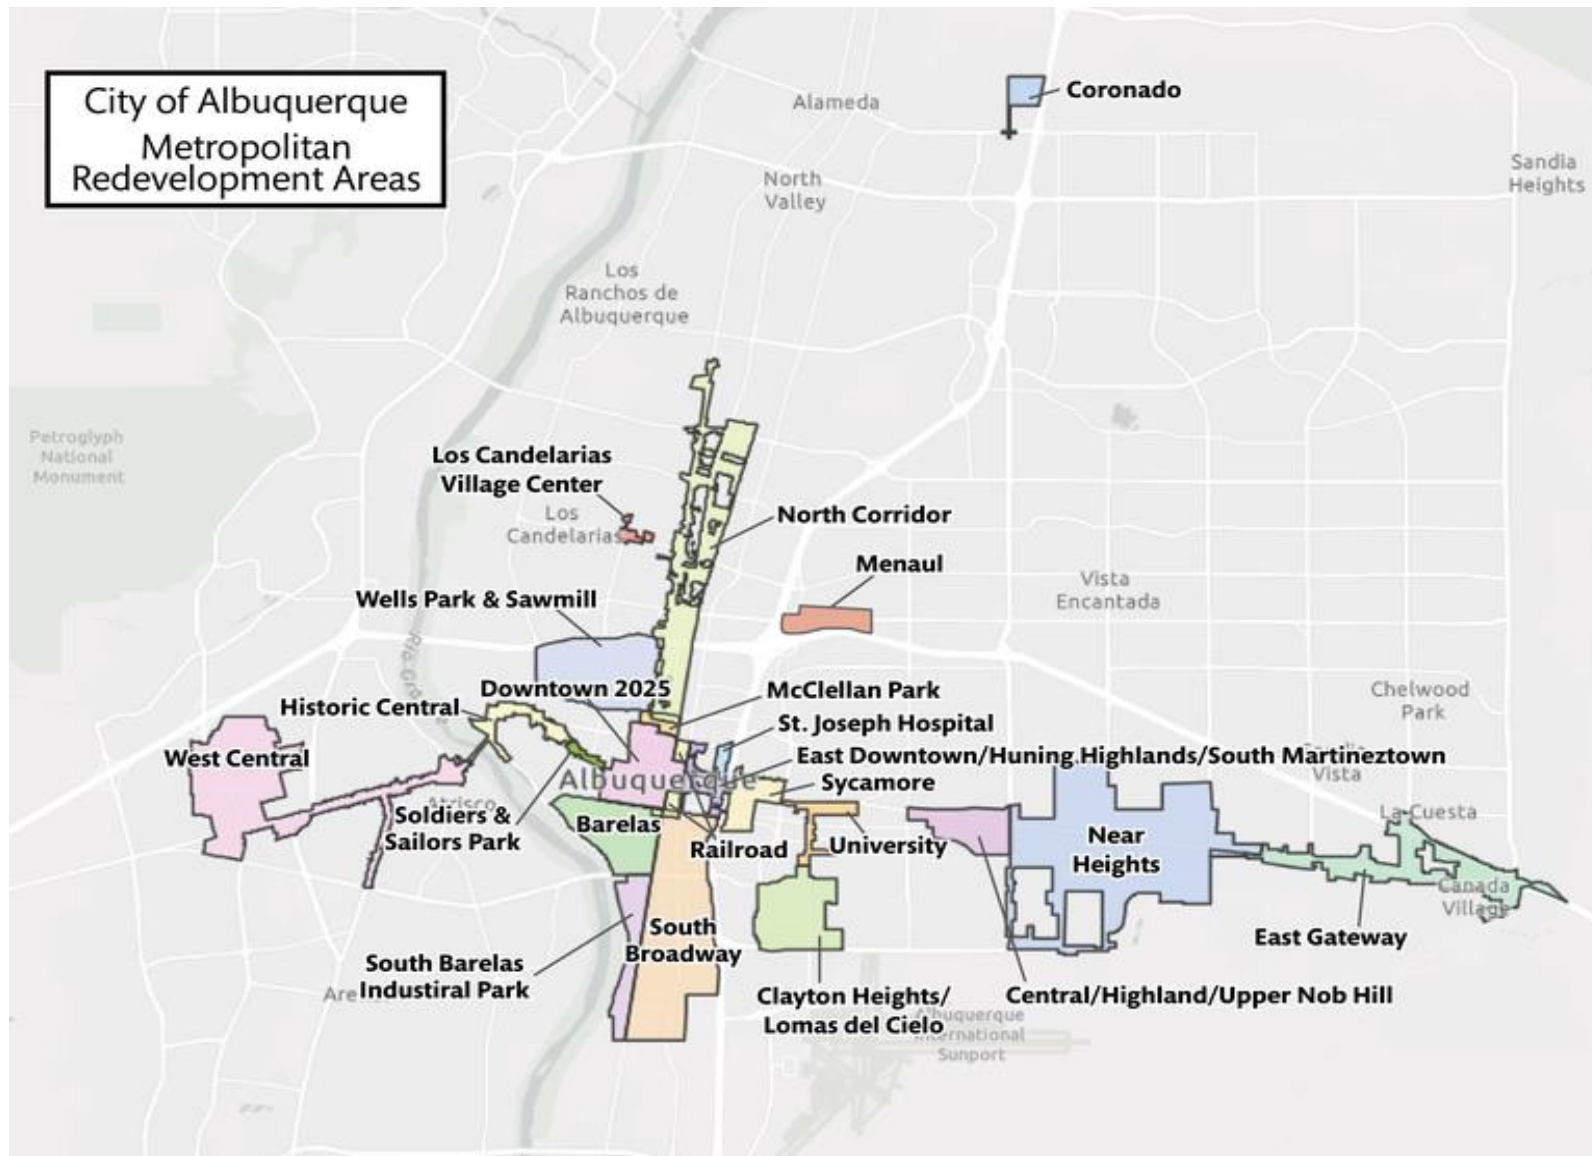 City of Albuquerque
Metropolitan
Redevelopment Areas
Coronado
Alameda
Sandia
Heights
North
Valley
Los
Ranchos de
Albuquerque
Petroglyph
National
Monument
Los Candelarias
Village Center
Los
Candelarias
North Corridor
Menaul
Vista
Encantada
Wells Park & Sawmill
Downtown 2025
McClellan Park
Chelwood
Park
Historic Central
St. Joseph Hospital
West Central
East Downtown/Huning Highlands/South Martineztown
Vista
Albuquerque
Sycamore
Atrisco
Soldiers &
Sailors Park
Barelas
Railroad
University
Near
Heights
La Cuesta
Canada
Village
South
Broadway
East Gateway
South Barelas
Industiral Park
Clayton Heights/
Lomas del Cielo
Central/Highland/Upper Nob Hill
Albuquerque
International
Sunport